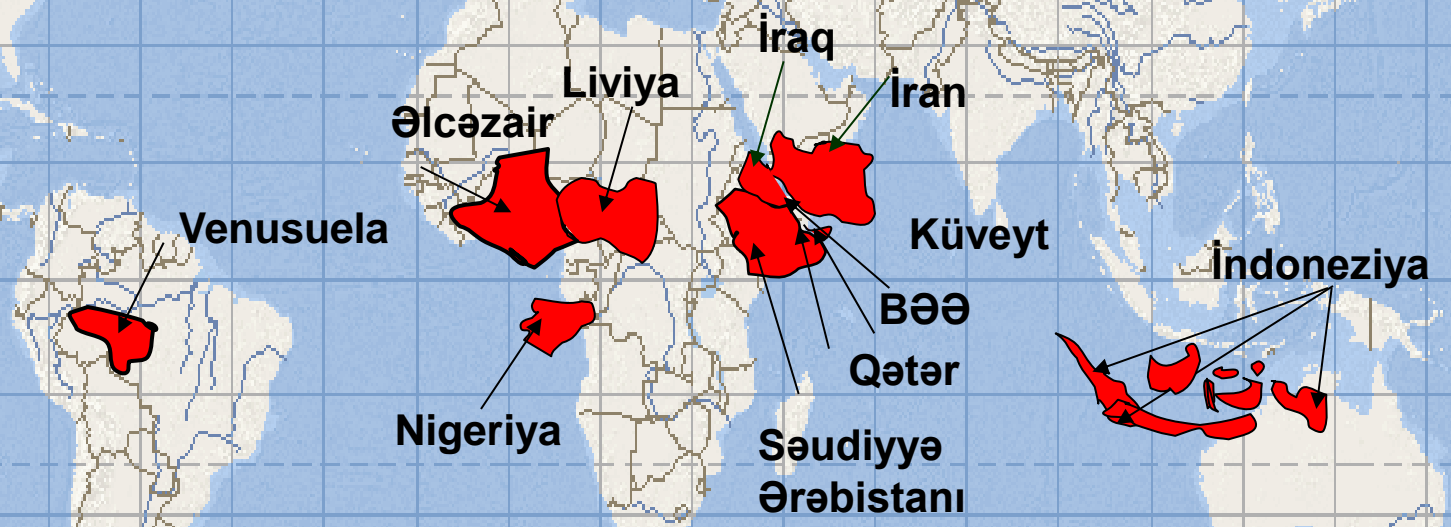 İraq
Liviya
İran
Əlcəzair
Venusuela
Küveyt
İndoneziya
BƏƏ
Qətər
Nigeriya
Səudiyyə
Ərəbistanı